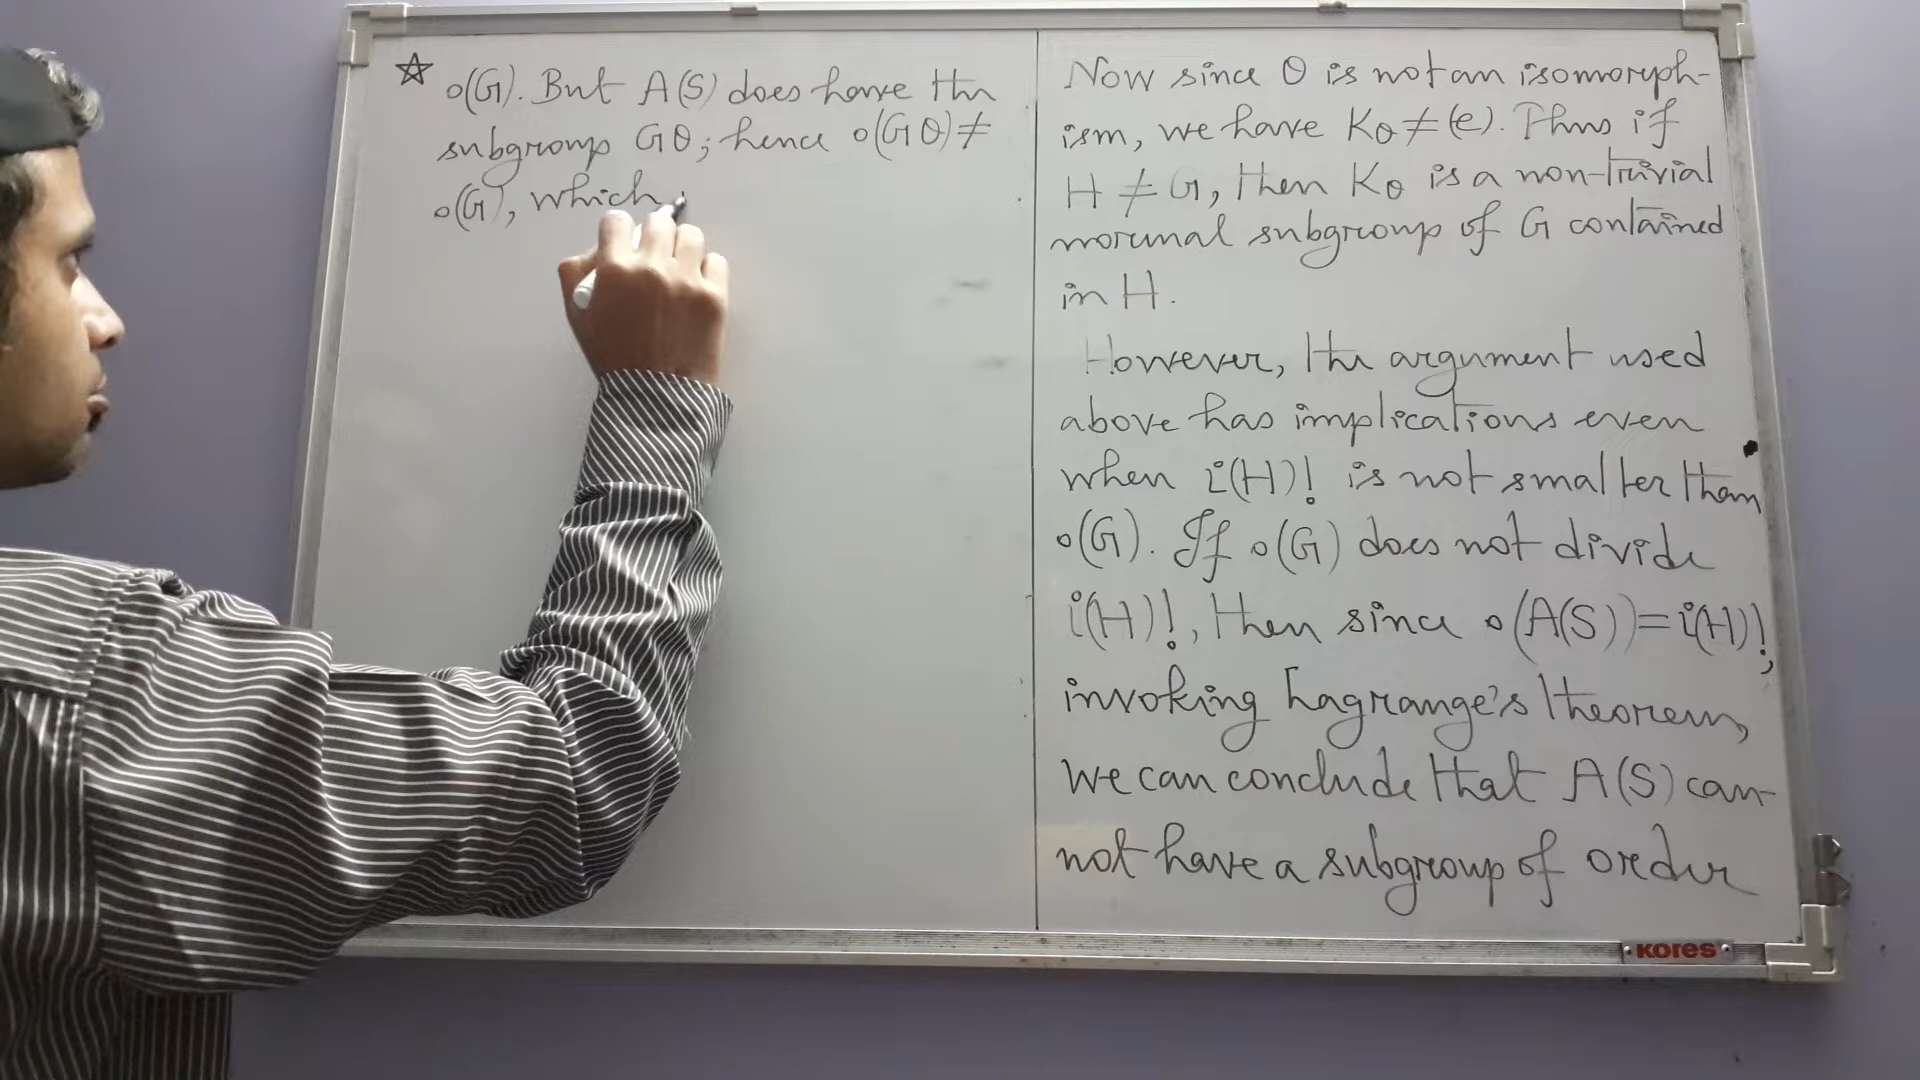 ☆ o(G). But A(S) does have the
subgroup Gθ; hence o(Gθ) ≠
o(G), which
Now since θ is not an isomorph-
ism, we have Kθ ≠ (e). Thus if
H ≠ G, then Kθ is a non-trivial
normal subgroup of G contained
in H.
However, the argument used
above has implications even
when i(H)! is not smaller than
o(G). If o(G) does not divide
i(H)!, then since o(A(S)) = i(H)!,
invoking Lagrange's theorem,
we can conclude that A(S) can-
not have a subgroup of order
KORES